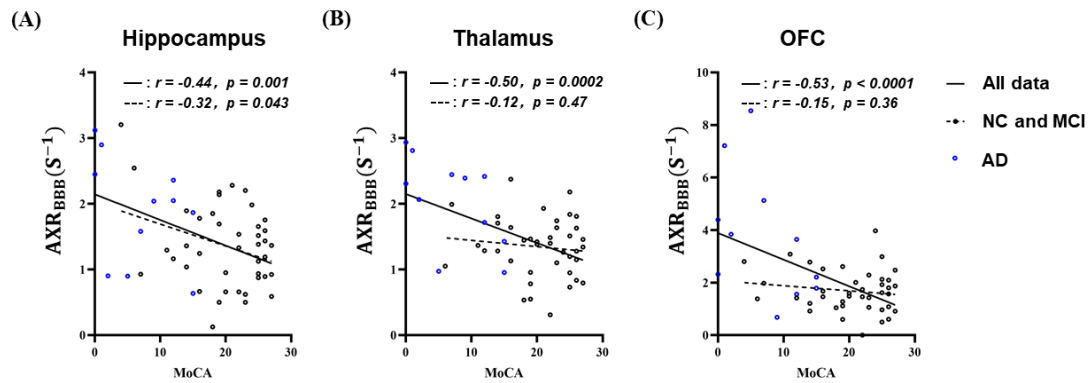 (A)
Hippocampus
: r = -0.44, p = 0.001
: r = -0.32, p = 0.043
4
3
2
1
0
AXR_BBB(S⁻¹)
0 10 20 30
MoCA
(B)
Thalamus
: r = -0.50, p = 0.0002
: r = -0.12, p = 0.47
4
3
2
1
0
AXR_BBB(S⁻¹)
0 10 20 30
MoCA
(C)
OFC
: r = -0.53, p < 0.0001
: r = -0.15, p = 0.36
10
8
6
4
2
0
AXR_BBB(S⁻¹)
0 10 20 30
MoCA
All data
NC and MCI
AD